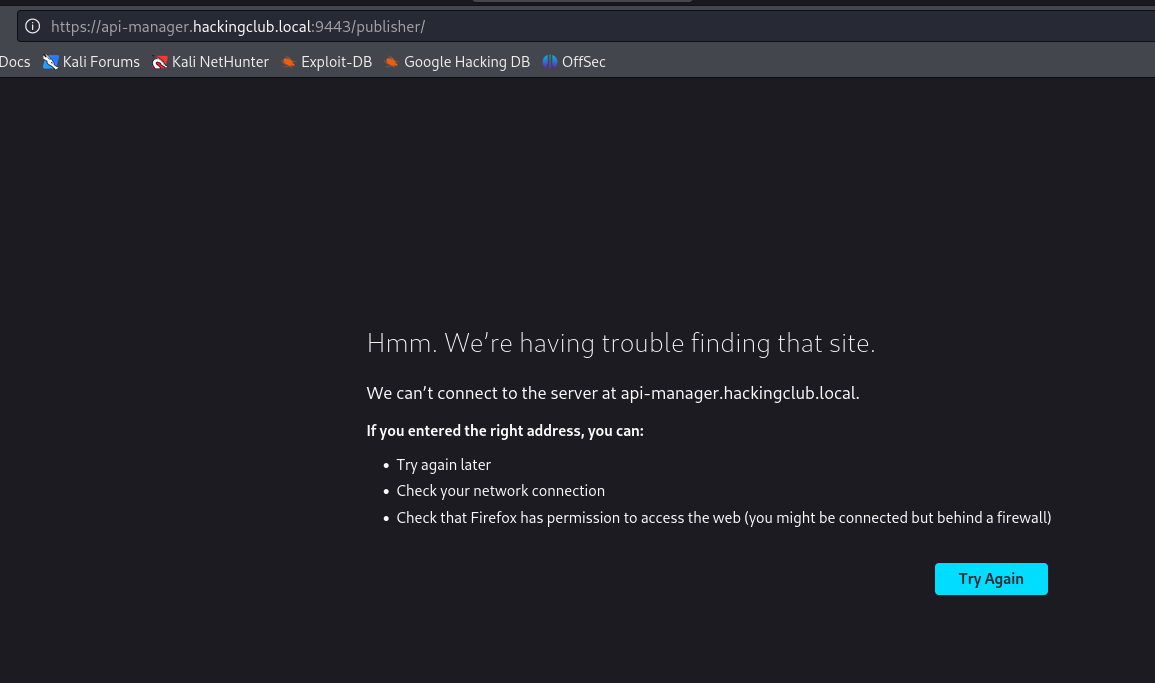 https://api-manager.hackingclub.local:9443/publisher/
Docs Kali Forums Kali NetHunter Exploit-DB Google Hacking DB OffSec
Hmm. We’re having trouble finding that site.
We can’t connect to the server at api-manager.hackingclub.local.
If you entered the right address, you can:
• Try again later
• Check your network connection
• Check that Firefox has permission to access the web (you might be connected but behind a firewall)
Try Again